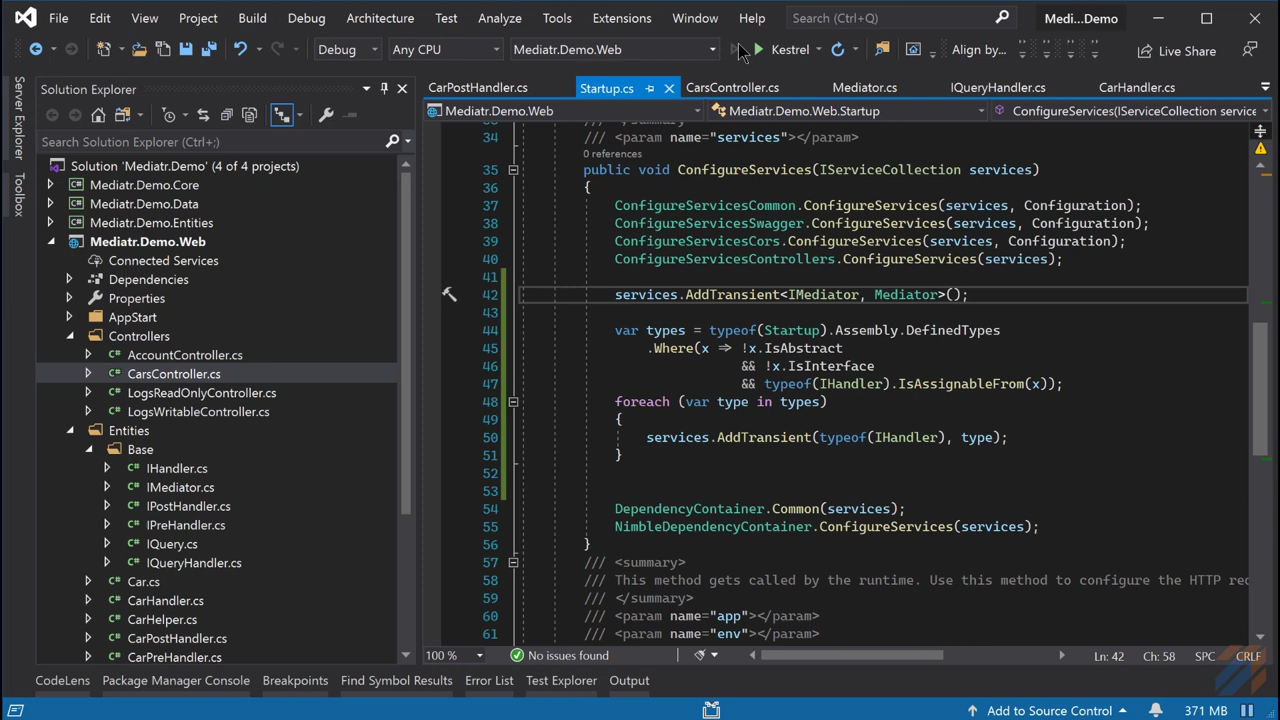 File Edit View Project Build Debug Architecture Test Analyze Tools Extensions Window Help Search (Ctrl+Q) Medi...Demo
Debug Any CPU Mediatr.Demo.Web Kestrel Align by... Live Share
Server Explorer
Toolbox
Solution Explorer
Search Solution Explorer (Ctrl+;)
Solution 'Mediatr.Demo' (4 of 4 projects)
Mediatr.Demo.Core
Mediatr.Demo.Data
Mediatr.Demo.Entities
Mediatr.Demo.Web
Connected Services
Dependencies
Properties
AppStart
Controllers
AccountController.cs
CarsController.cs
LogsReadOnlyController.cs
LogsWritableController.cs
Entities
Base
IHandler.cs
IMediator.cs
IPostHandler.cs
IPreHandler.cs
IQuery.cs
IQueryHandler.cs
Car.cs
CarHandler.cs
CarHelper.cs
CarPostHandler.cs
CarPreHandler.cs
CarPostHandler.cs Startup.cs CarsController.cs Mediator.cs IQueryHandler.cs CarHandler.cs
Mediatr.Demo.Web Mediatr.Demo.Web.Startup ConfigureServices(IServiceCollection service
34 /// <param name="services"></param>
0 references
35 public void ConfigureServices(IServiceCollection services)
36 {
37 ConfigureServicesCommon.ConfigureServices(services, Configuration);
38 ConfigureServicesSwagger.ConfigureServices(services, Configuration);
39 ConfigureServicesCors.ConfigureServices(services, Configuration);
40 ConfigureServicesControllers.ConfigureServices(services);
41
42 services.AddTransient<IMediator, Mediator>();
43
44 var types = typeof(Startup).Assembly.DefinedTypes
45 .Where(x => !x.IsAbstract
46 && !x.IsInterface
47 && typeof(IHandler).IsAssignableFrom(x));
48 foreach (var type in types)
49 {
50 services.AddTransient(typeof(IHandler), type);
51 }
52
53
54 DependencyContainer.Common(services);
55 NimbleDependencyContainer.ConfigureServices(services);
56 }
57 /// <summary>
58 /// This method gets called by the runtime. Use this method to configure the HTTP rec
59 /// </summary>
60 /// <param name="app"></param>
61 /// <param name="env"></param>
100 % No issues found Ln: 42 Ch: 58 SPC CRLF
CodeLens Package Manager Console Breakpoints Find Symbol Results Error List Test Explorer Output
Add to Source Control 371 MB